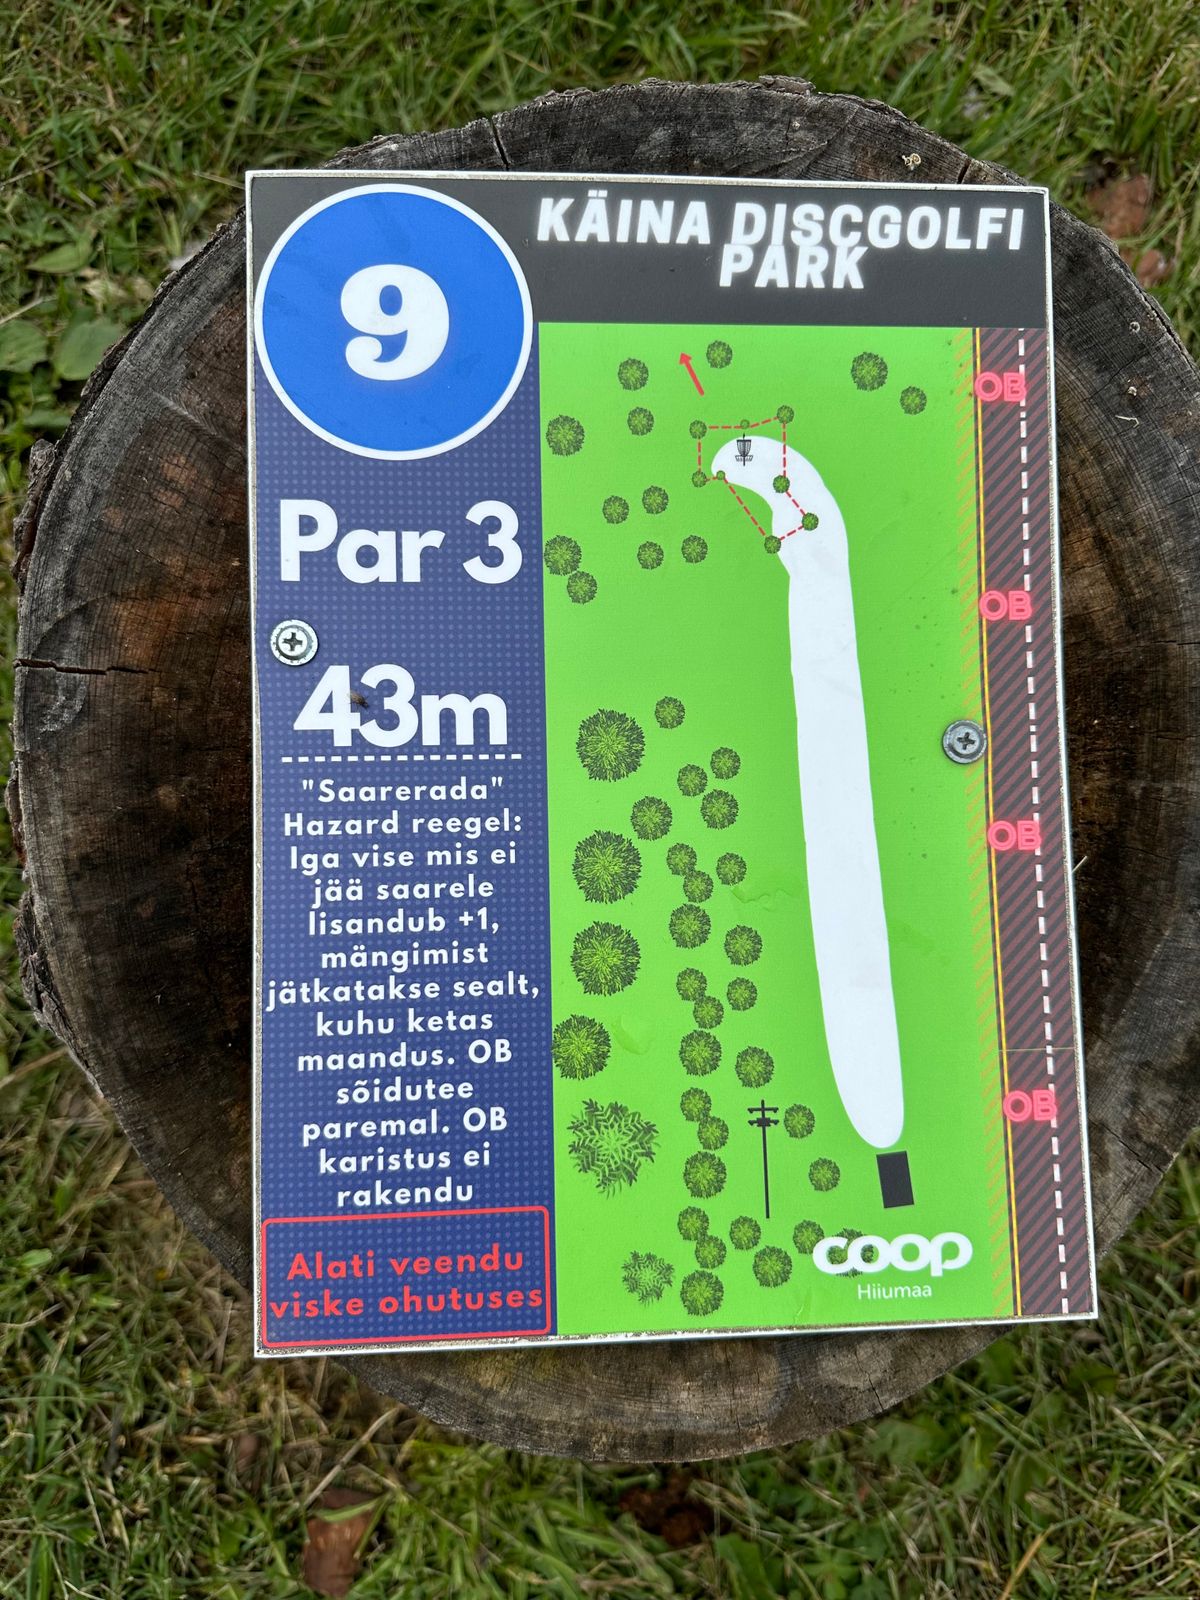 9
KÄINA DISCGOLFI
PARK
Par 3
43m
"Saarerada"
Hazard reegel:
Iga vise mis ei
jää saarele
lisandub +1,
mängimist
jätkatakse sealt,
kuhu ketas
maandus. OB
sõidutee
paremal. OB
karistus ei
rakendu
Alati veendu
viske ohutuses
OB
OB
OB
OB
coop
Hiiumaa